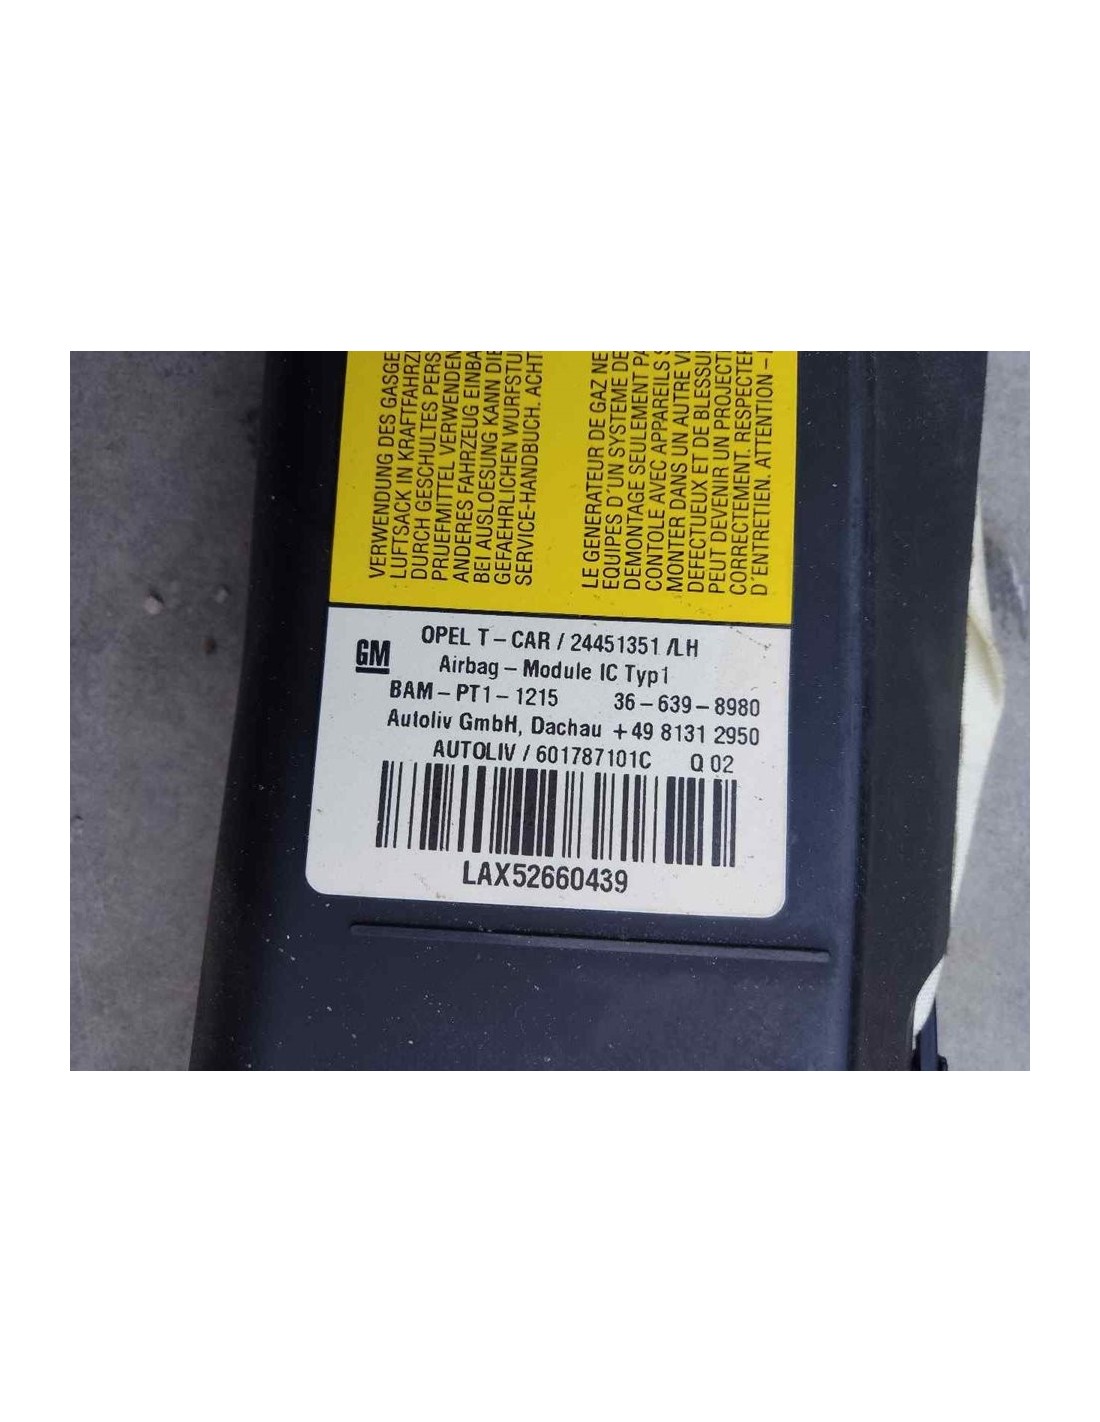 VERWENDUNG DES GASGE
LUFTSACK IN KRAFTFAHRZ
DURCH GESCHULTES PERS
PRUEFMITTEL VERWENDEN
ANDERES FAHRZEUG EINBA
BEI AUSLOESUNG KANN DIE
GEFAEHRLICHEN WURFSTU
SERVICE-HANDBUCH. ACHT
LE GENERATEUR DE GAZ NE
EQUIPES D'UN SYSTEME DE
DEMONTAGE SEULEMENT PA
CONTOLE AVEC APPAREILS S
MONTER DANS UN AUTRE V
DEFECTUEUX ET DE BLESSU
PEUT DEVENIR UN PROJECT
CORRECTEMENT. RESPECTER
D'ENTRETIEN. ATTENTION -
GM
OPEL T-CAR / 24451351 /LH
Airbag-Module IC Typ1
BAM-PT1-1215 36-639-8980
Autoliv GmbH, Dachau +49 8131 2950
AUTOLIV / 601787101C Q 02
LAX52660439